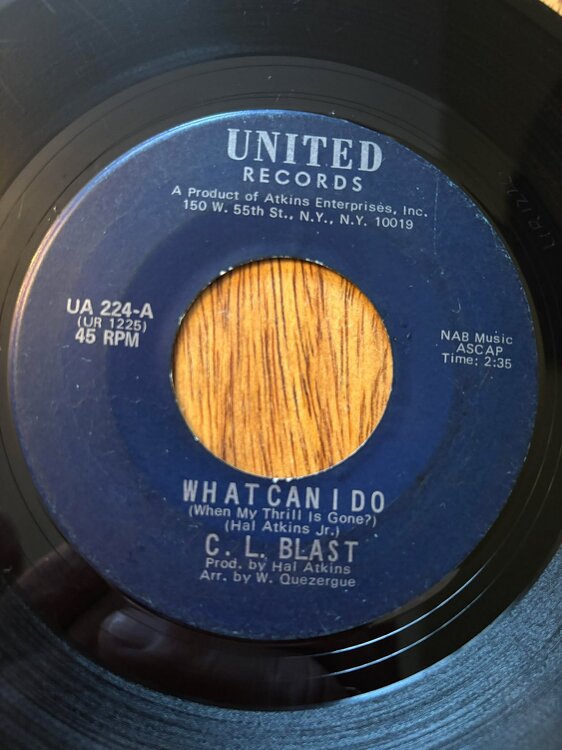 UNITED
RECORDS
A Product of Atkins Enterprises, Inc.
150 W. 55th St., N.Y., N.Y. 10019
UA 224-A
(UR 1225)
45 RPM
NAB Music
ASCAP
Time: 2:35
WHAT CAN I DO
(When My Thrill Is Gone?)
(Hal Atkins Jr.)
C. L. BLAST
Prod. by Hal Atkins
Arr. by W. Quezergue